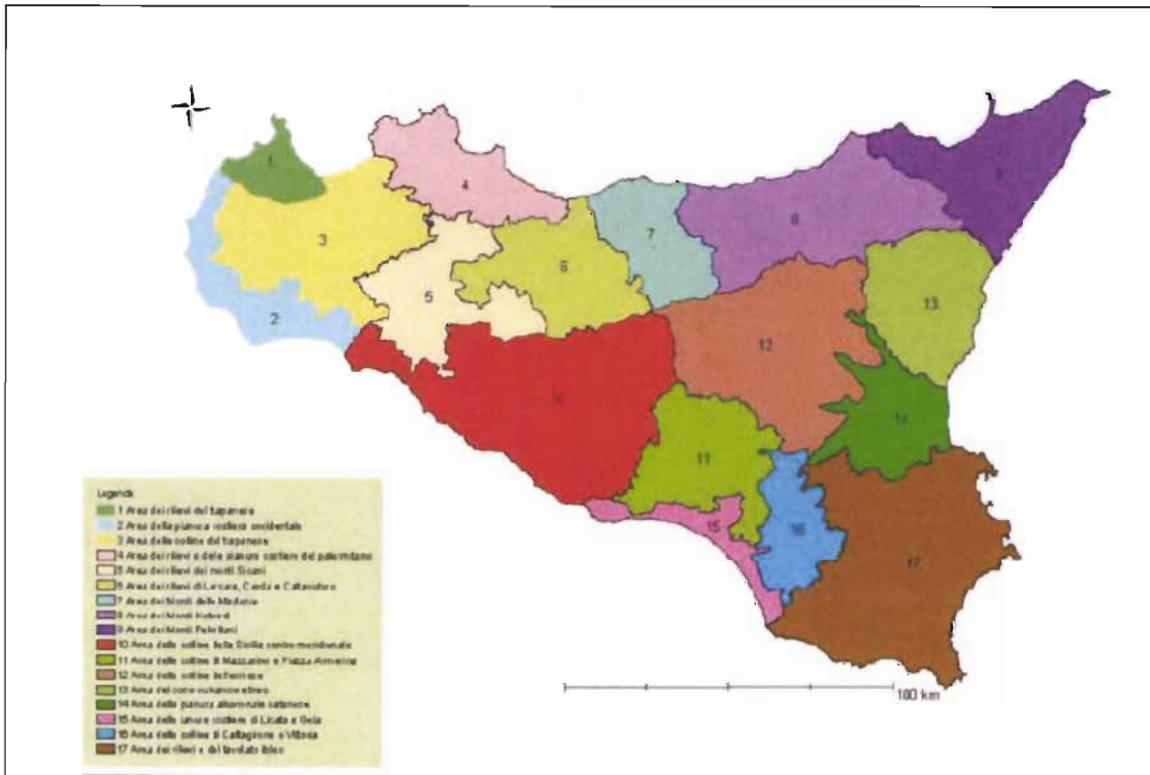 1
4
3
7
8
9
5
6
2
13
12
10
14
11
15
16
17
Legenda
1 Area dei rilievi del trapanese
2 Area della pianura costiera occidentale
3 Area delle colline del trapanese
4 Area dei rilievi e delle pianure costiere del palermitano
5 Area dei rilievi dei monti Sicani
6 Area dei rilievi di Lercara, Cerda e Caltavuturo
7 Area dei Monti delle Madonie
8 Area dei Monti Nebrodi
9 Area dei Monti Peloritani
10 Area delle colline della Sicilia centro-meridionale
11 Area delle colline di Mazzarino e Piazza Armerina
12 Area delle colline dell'ennese
13 Area del cono vulcanico etneo
14 Area della pianura alluvionale catanese
15 Area delle pianure costiere di Licata e Gela
16 Area delle colline di Caltagirone e Vittoria
17 Area dei rilievi e del tavolato ibleo
100 km